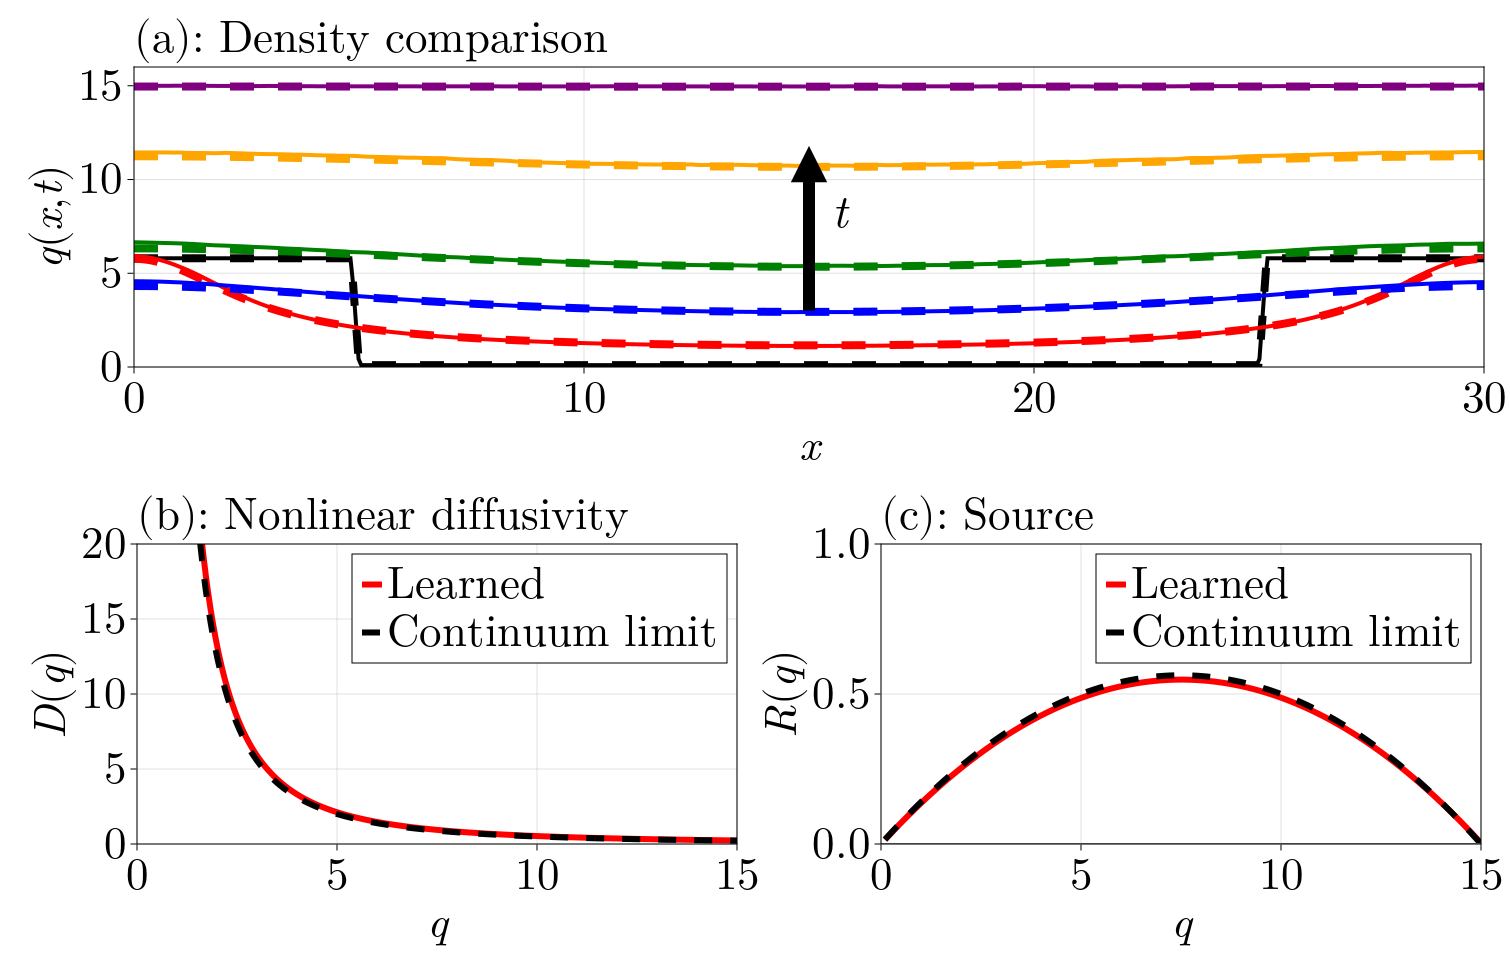 (a): Density comparison
15
10
5
0
q(x, t)
t
0 10 20 30
x
(b): Nonlinear diffusivity
20
15
10
5
0
D(q)
Learned
Continuum limit
0 5 10 15
q
(c): Source
1.0
0.5
0.0
R(q)
Learned
Continuum limit
0 5 10 15
q